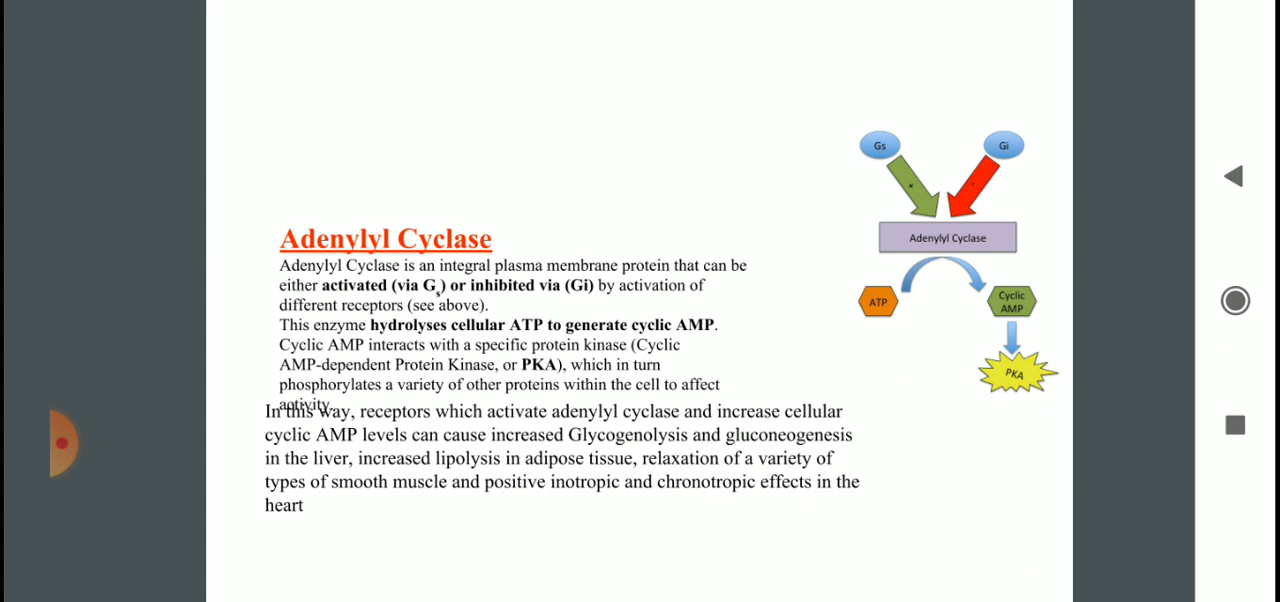 Gs
Gi
+
-
Adenylyl Cyclase
Adenylyl Cyclase
Adenylyl Cyclase is an integral plasma membrane protein that can be
either activated (via Gs) or inhibited via (Gi) by activation of
different receptors (see above).
This enzyme hydrolyses cellular ATP to generate cyclic AMP.
Cyclic AMP interacts with a specific protein kinase (Cyclic
AMP-dependent Protein Kinase, or PKA), which in turn
phosphorylates a variety of other proteins within the cell to affect
activity
In this way, receptors which activate adenylyl cyclase and increase cellular
cyclic AMP levels can cause increased Glycogenolysis and gluconeogenesis
in the liver, increased lipolysis in adipose tissue, relaxation of a variety of
types of smooth muscle and positive inotropic and chronotropic effects in the
heart
ATP
Cyclic
AMP
PKA